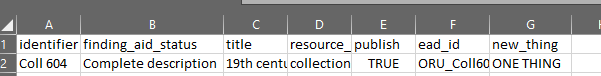 A B C D E F G
1 identifier finding_aid_status title resource_ publish ead_id new_thing
2 Coll 604 Complete description 19th centu collection TRUE ORU_Coll60 ONE THING